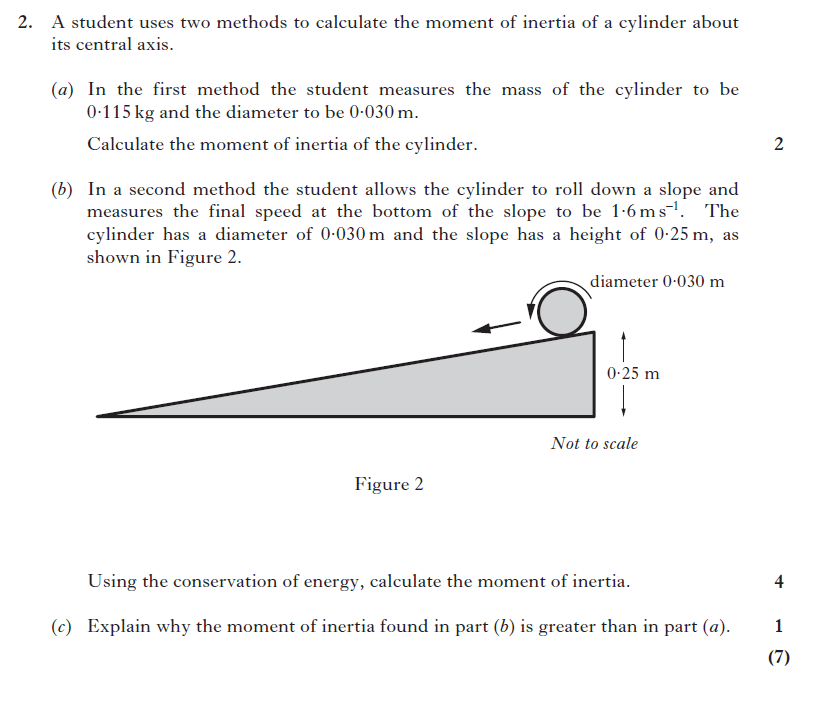 2. A student uses two methods to calculate the moment of inertia of a cylinder about
its central axis.
(a) In the first method the student measures the mass of the cylinder to be
0·115 kg and the diameter to be 0·030 m.
Calculate the moment of inertia of the cylinder. 2
(b) In a second method the student allows the cylinder to roll down a slope and
measures the final speed at the bottom of the slope to be 1·6 m s⁻¹. The
cylinder has a diameter of 0·030 m and the slope has a height of 0·25 m, as
shown in Figure 2.
diameter 0·030 m
0·25 m
Not to scale
Figure 2
Using the conservation of energy, calculate the moment of inertia. 4
(c) Explain why the moment of inertia found in part (b) is greater than in part (a). 1
(7)